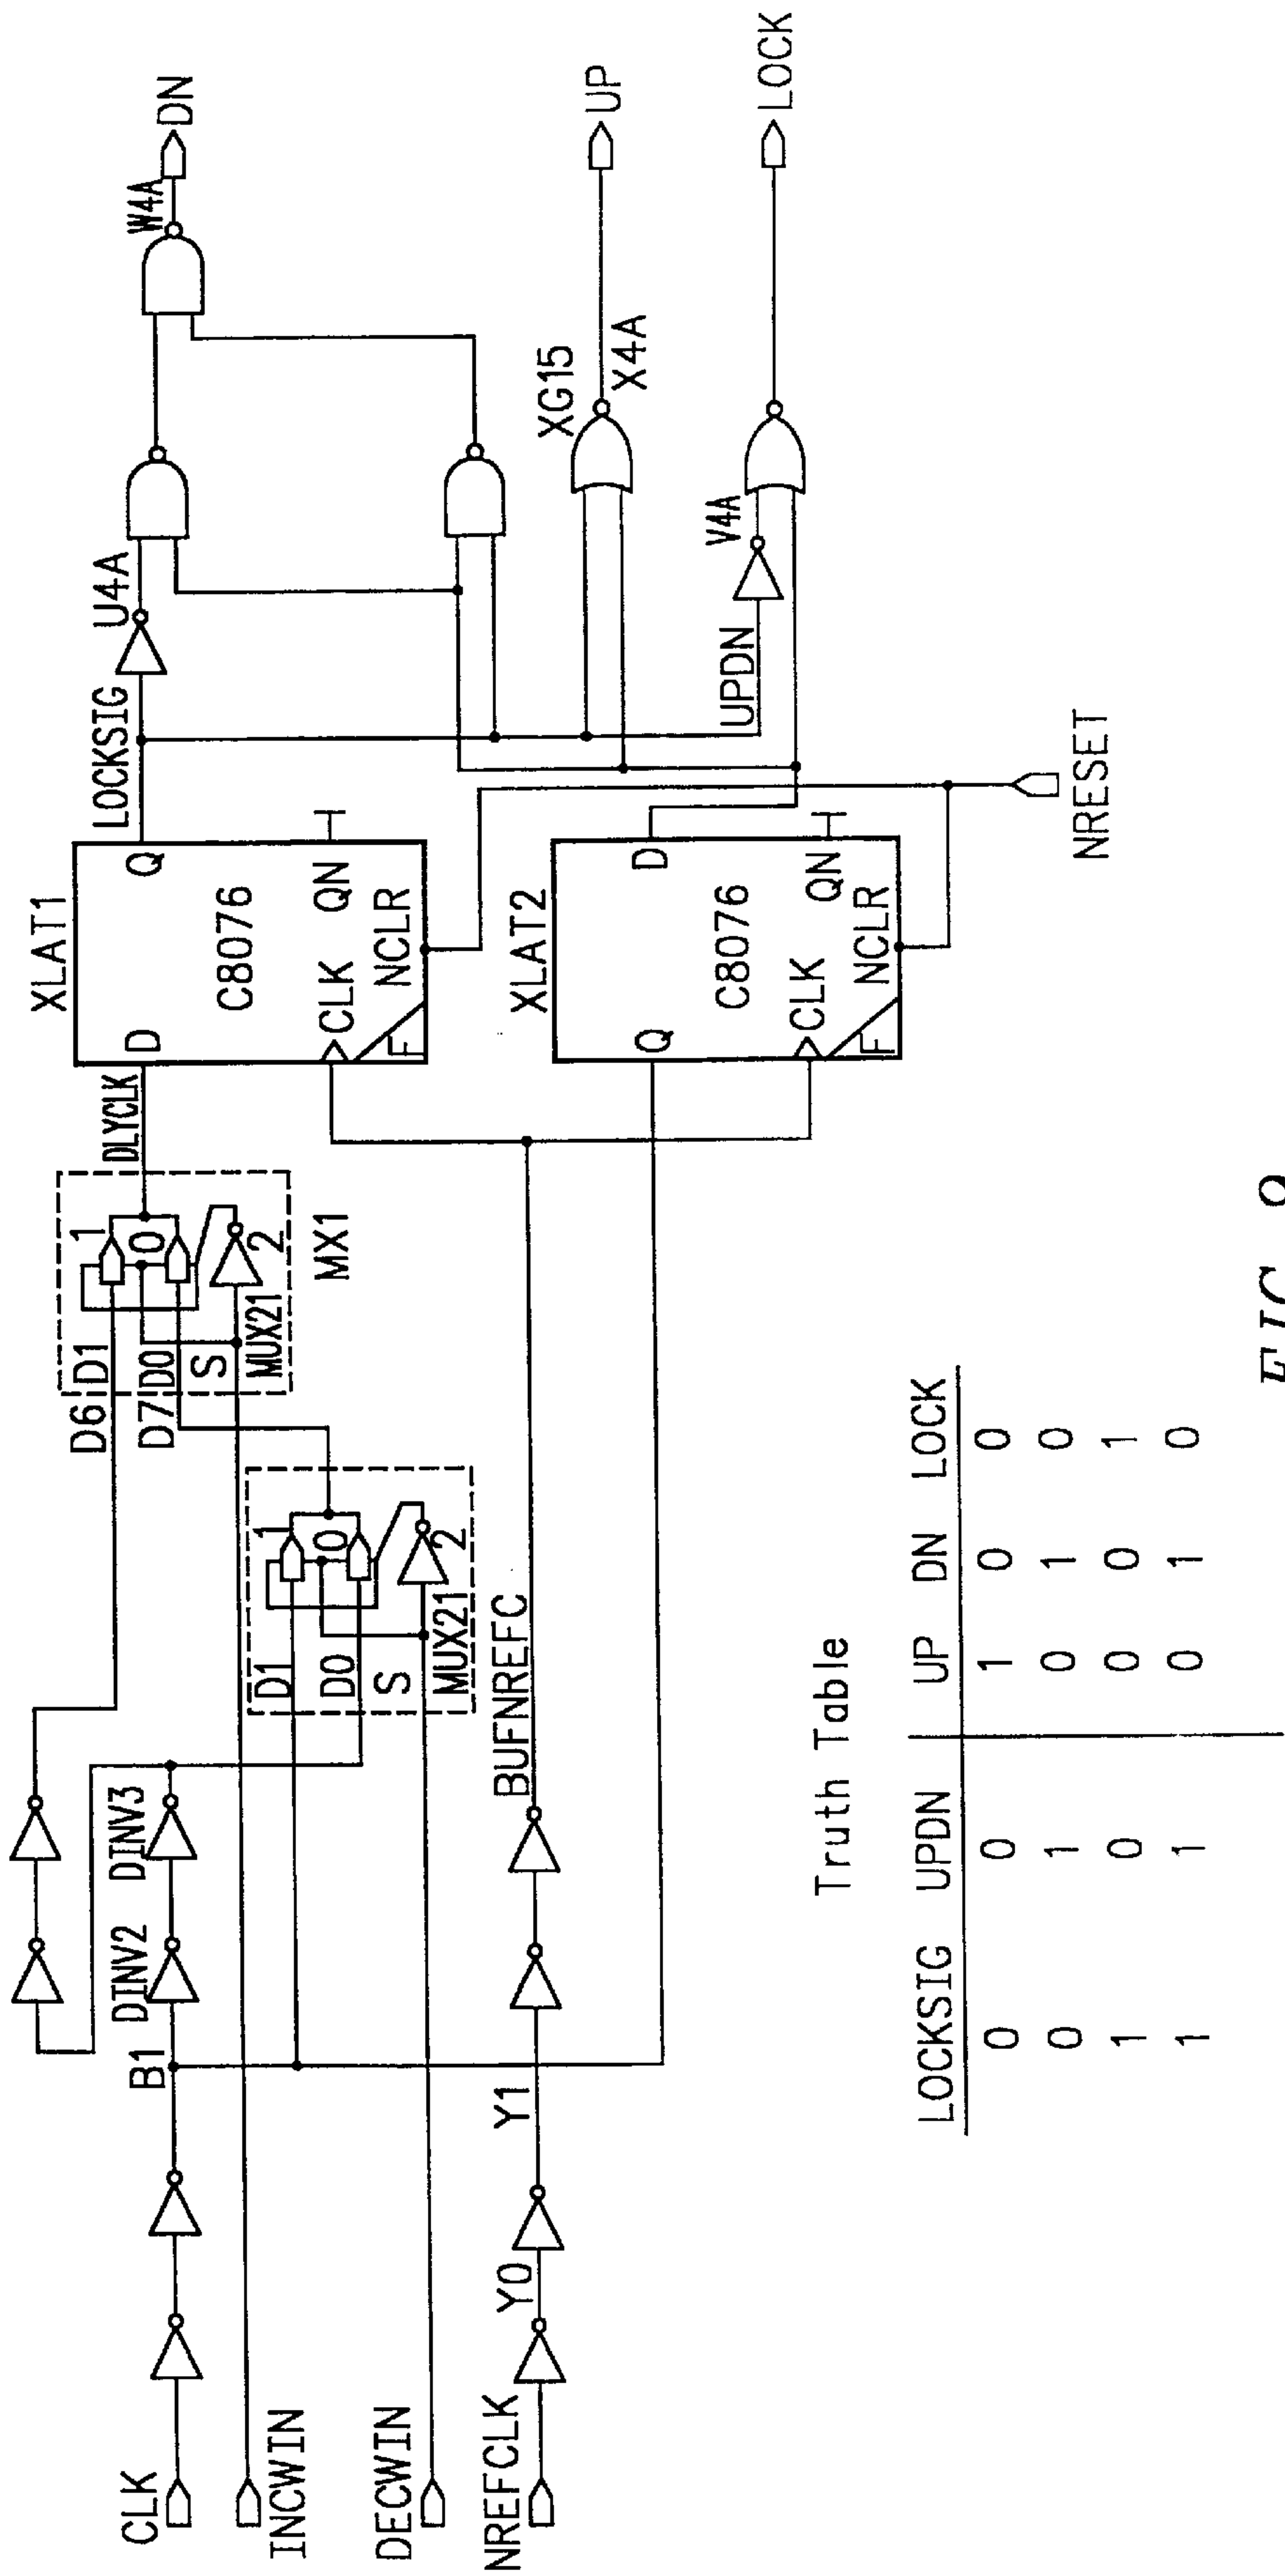 CLK
INCWIN
DECWIN
NREFCLK
Y0
Y1
B1
DINV2
DINV3
BUFNREFC
D1
D0
S
MUX21
1
0
2
D6
D7
D1
D0
S
MUX21
1
0
2
MX1
DLYCLK
XLAT1
D
Q
C8076
QN
CLK
NCLR
F
XLAT2
Q
D
C8076
QN
CLK
NCLR
F
NRESET
LOCKSIG
U4A
UPDN
V4A
XG15
X4A
W4A
DN
UP
LOCK
Truth Table
LOCKSIG UPDN UP DN LOCK
0 0 1 0 0
0 1 0 1 0
1 0 0 0 1
1 1 0 1 0